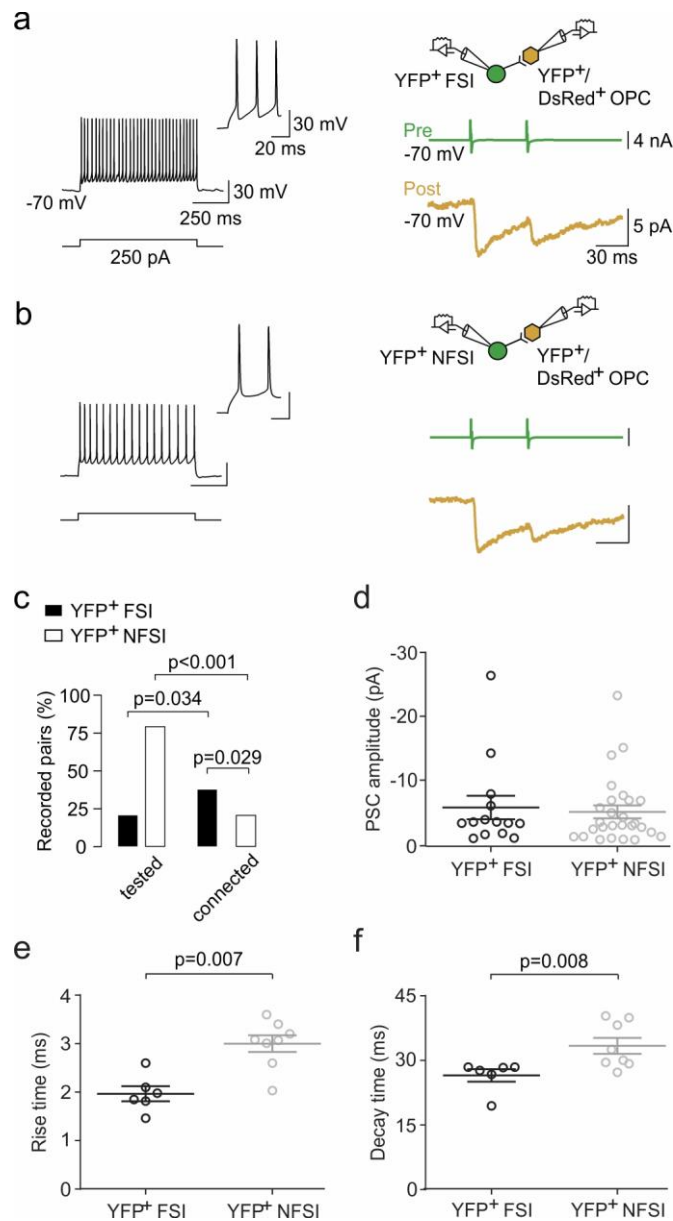 a
30 mV
20 ms
-70 mV
30 mV
250 ms
250 pA
YFP+ FSI
YFP+/
DsRed+ OPC
Pre
-70 mV
4 nA
Post
-70 mV
5 pA
30 ms
b
YFP+ NFSI
YFP+/
DsRed+ OPC
c
YFP+ FSI
YFP+ NFSI
p<0.001
p=0.034
p=0.029
Recorded pairs (%)
100
75
50
25
0
tested
connected
d
PSC amplitude (pA)
-30
-20
-10
0
YFP+ FSI
YFP+ NFSI
e
p=0.007
Rise time (ms)
4
3
2
1
0
YFP+ FSI
YFP+ NFSI
f
p=0.008
Decay time (ms)
45
30
15
0
YFP+ FSI
YFP+ NFSI